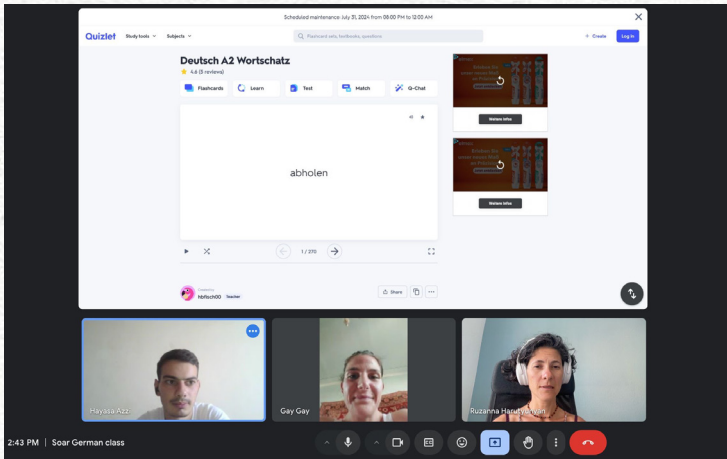 Scheduled maintenance: July 31, 2024 from 08:00 PM to 12:00 AM
Quizlet
Study tools
Subjects
Flashcard sets, textbooks, questions
+ Create
Log in
Deutsch A2 Wortschatz
4.6 (5 reviews)
Flashcards
Learn
Test
Match
Q-Chat
abholen
Weitere Infos
Weitere Infos
1 / 270
Created by
hbfisch00
Teacher
Share
Hayasa Azz
Gay Gay
Ruzanna Harutyunyan
2:43 PM | Soar German class